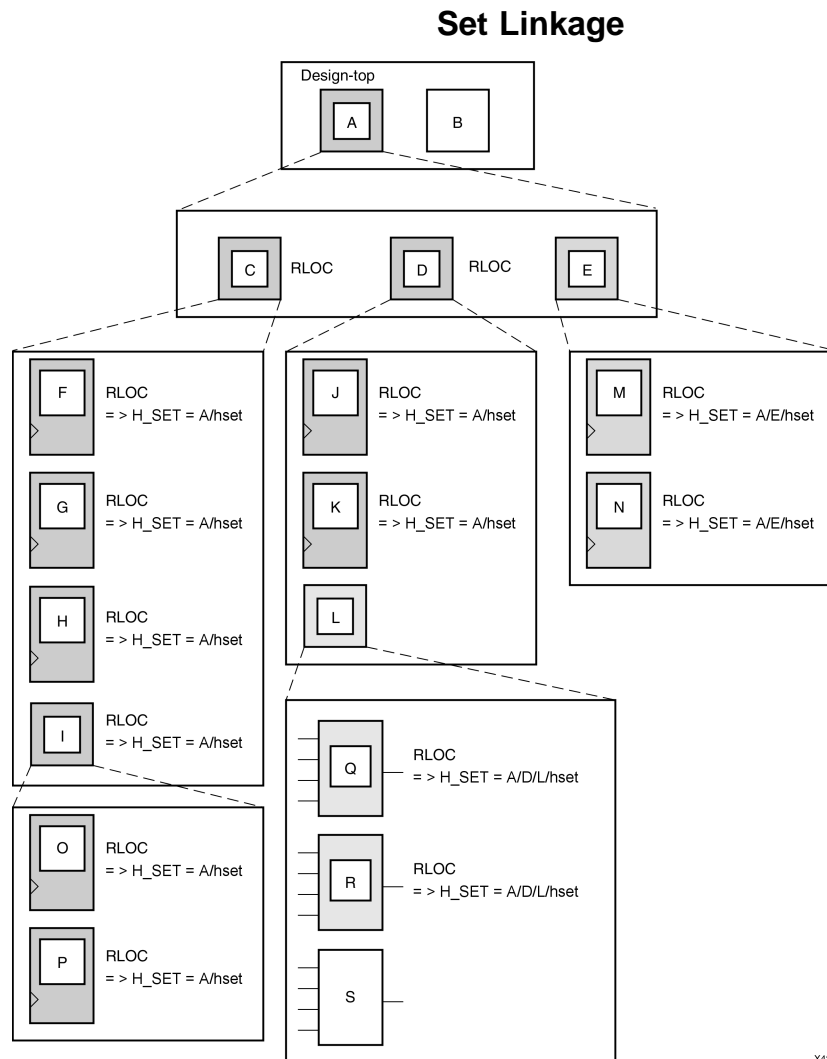 Set Linkage
Design-top
A
B
C
RLOC
D
RLOC
E
F
RLOC
= > H_SET = A/hset
G
RLOC
= > H_SET = A/hset
H
RLOC
= > H_SET = A/hset
I
RLOC
= > H_SET = A/hset
O
RLOC
= > H_SET = A/hset
P
RLOC
= > H_SET = A/hset
J
RLOC
= > H_SET = A/hset
K
RLOC
= > H_SET = A/hset
L
Q
RLOC
= > H_SET = A/D/L/hset
R
RLOC
= > H_SET = A/D/L/hset
S
M
RLOC
= > H_SET = A/E/hset
N
RLOC
= > H_SET = A/E/hset